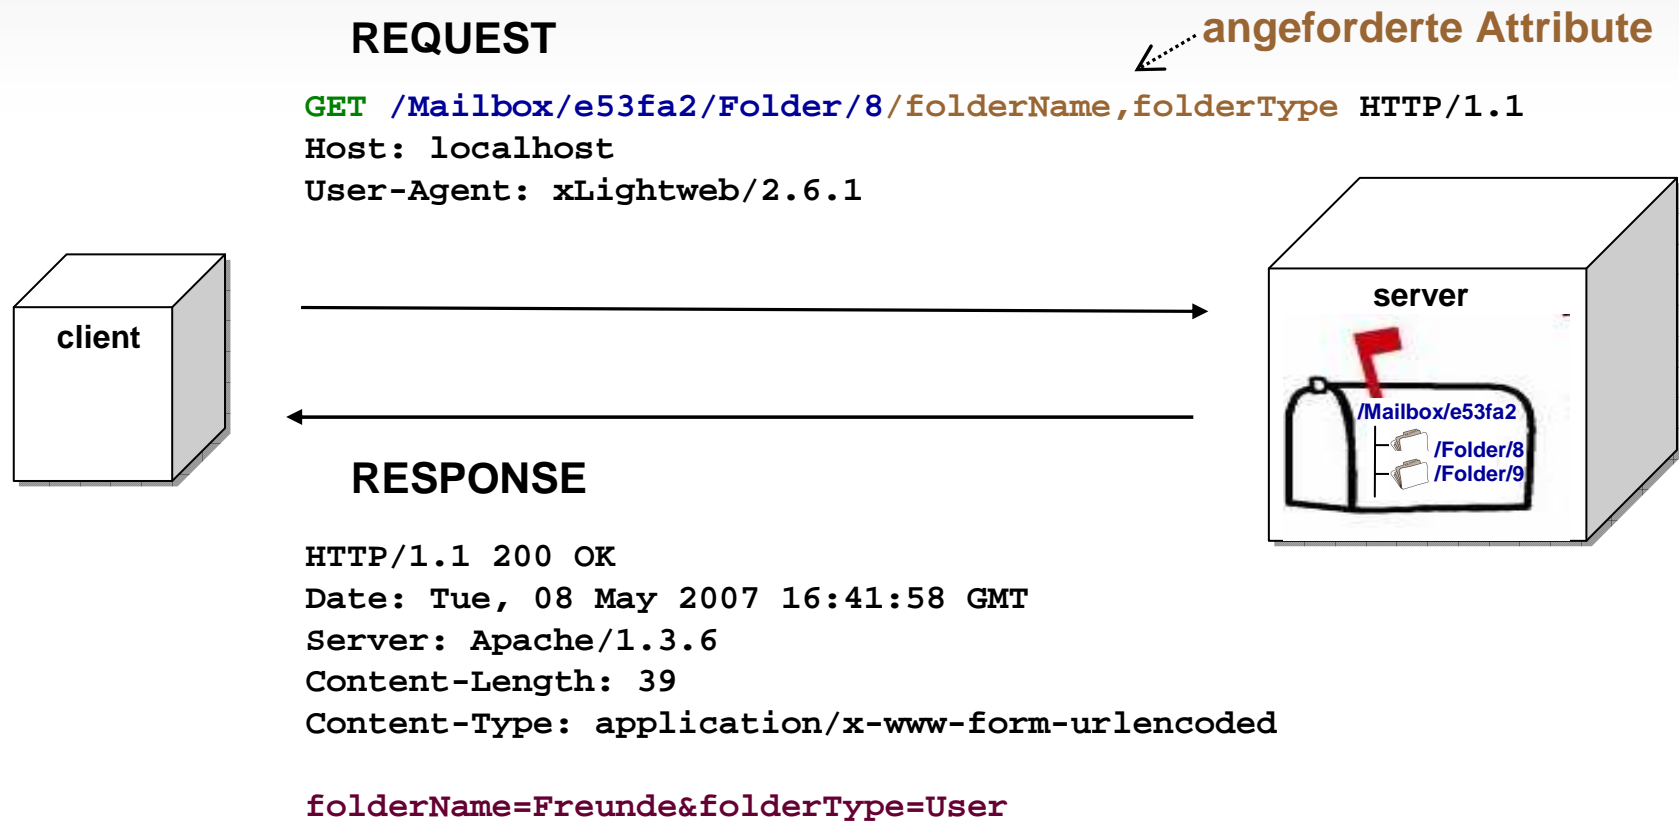 REQUEST
angeforderte Attribute
GET /Mailbox/e53fa2/Folder/8/folderName,folderType HTTP/1.1
Host: localhost
User-Agent: xLightweb/2.6.1
client
server
/Mailbox/e53fa2
/Folder/8
/Folder/9
RESPONSE
HTTP/1.1 200 OK
Date: Tue, 08 May 2007 16:41:58 GMT
Server: Apache/1.3.6
Content-Length: 39
Content-Type: application/x-www-form-urlencoded
folderName=Freunde&folderType=User